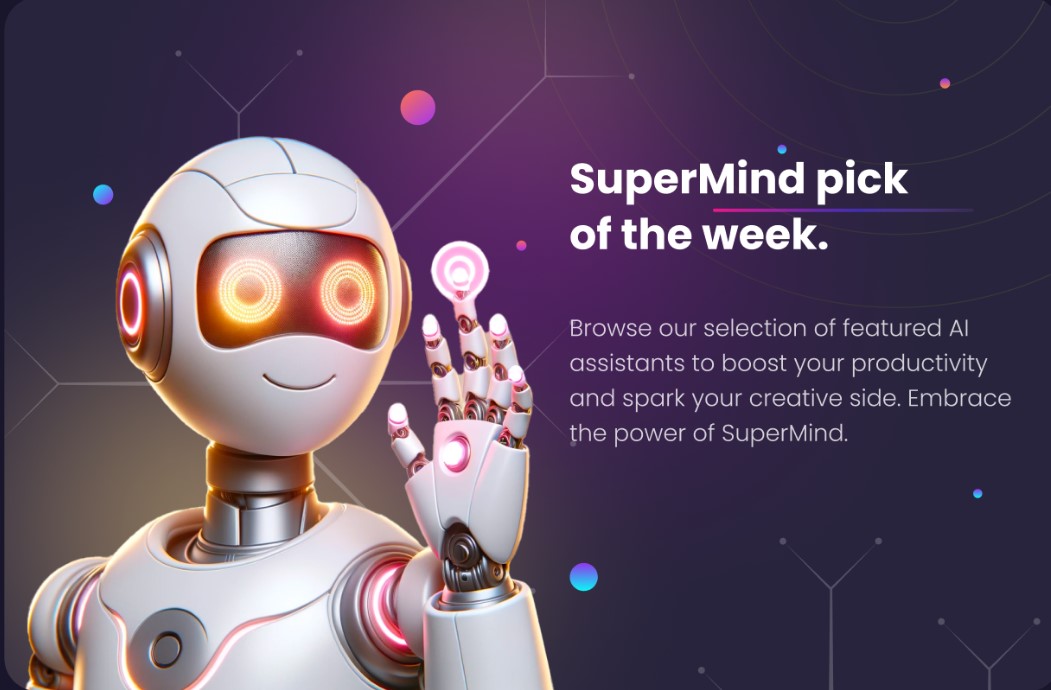 SuperMind pick
of the week.
Browse our selection of featured AI
assistants to boost your productivity
and spark your creative side. Embrace
the power of SuperMind.